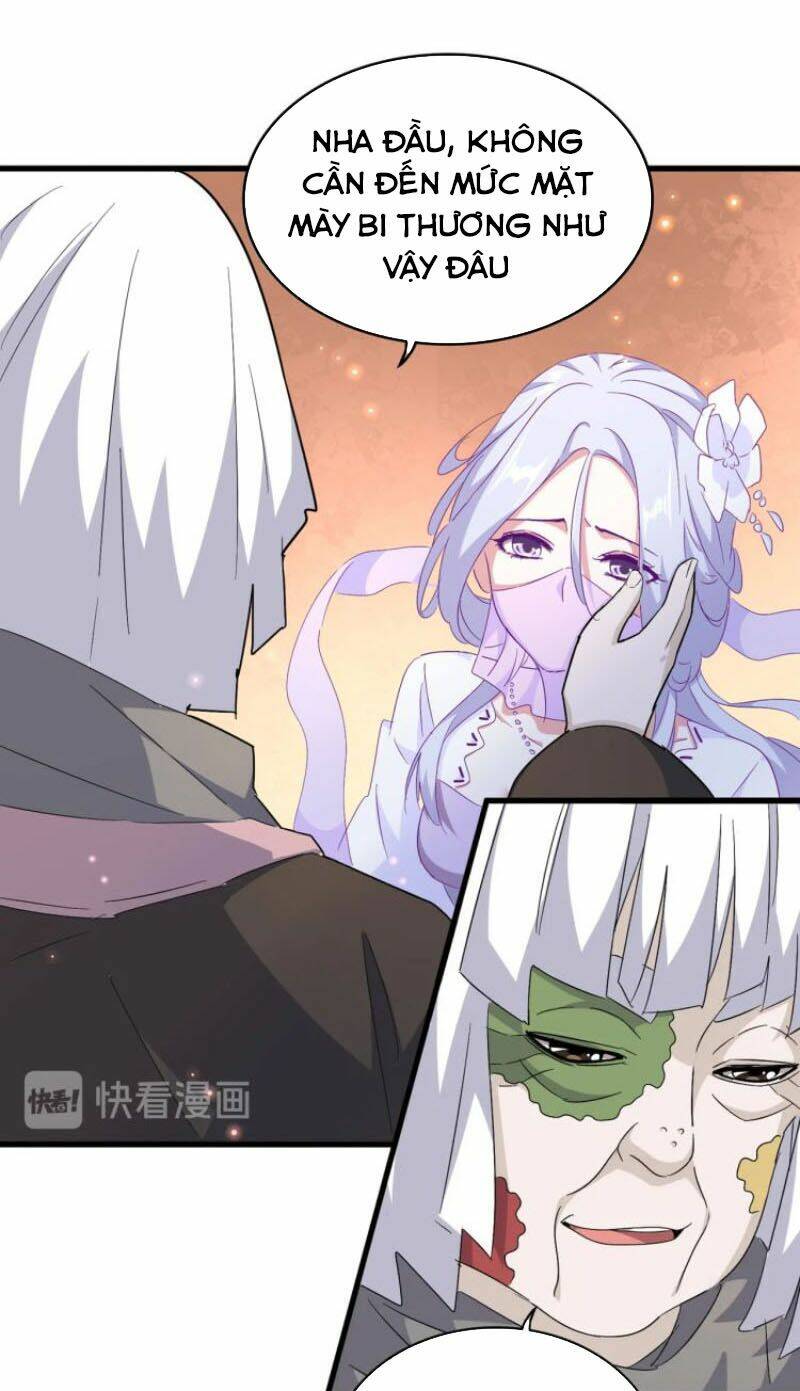 NHA ĐẦU, KHÔNG
CẦN ĐẾN MỨC MẶT
MÀY BI THƯƠNG NHƯ
VẬY ĐÂU
快看! 快看漫画